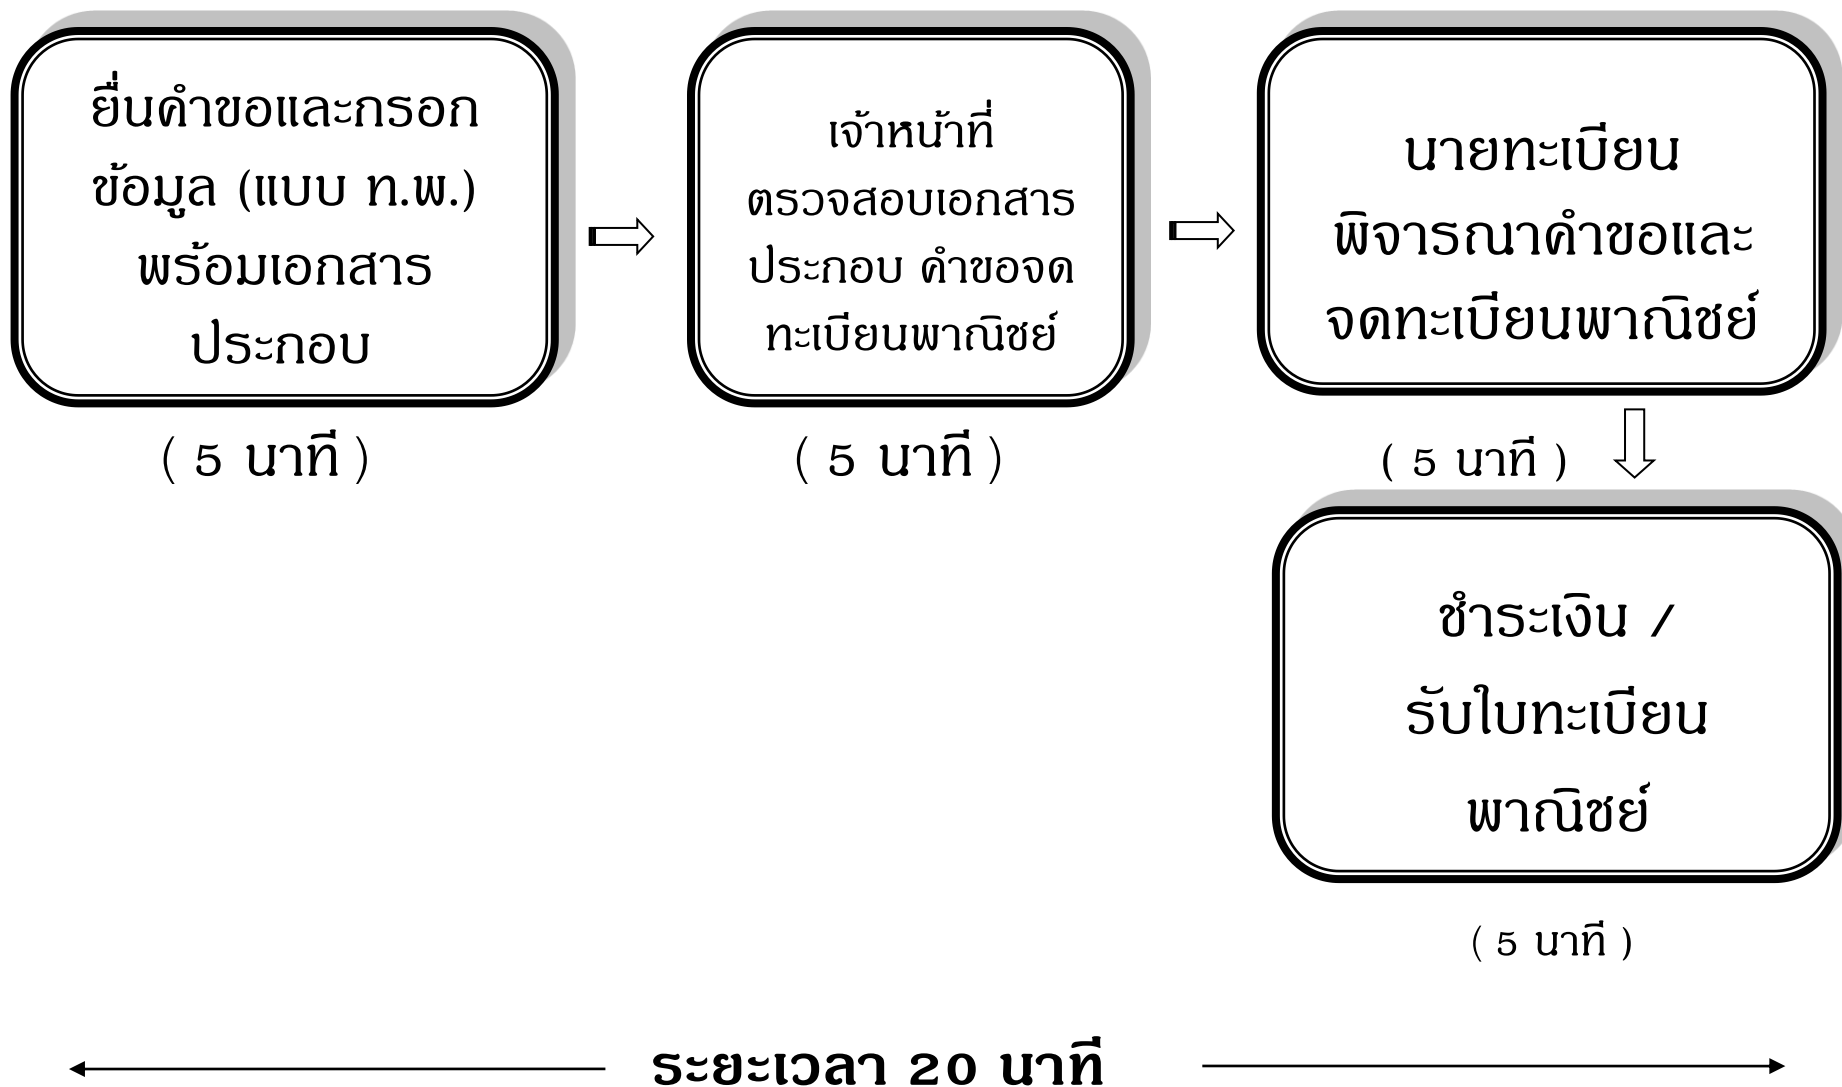 ยื่นคำขอและกรอก
ข้อมูล (แบบ ท.พ.)
พร้อมเอกสาร
ประกอบ
( 5 นาที )
เจ้าหน้าที่
ตรวจสอบเอกสาร
ประกอบ คำขอจด
ทะเบียนพาณิชย์
( 5 นาที )
นายทะเบียน
พิจารณาคำขอและ
จดทะเบียนพาณิชย์
( 5 นาที )
ชำระเงิน /
รับใบทะเบียน
พาณิชย์
( 5 นาที )
ระยะเวลา 20 นาที